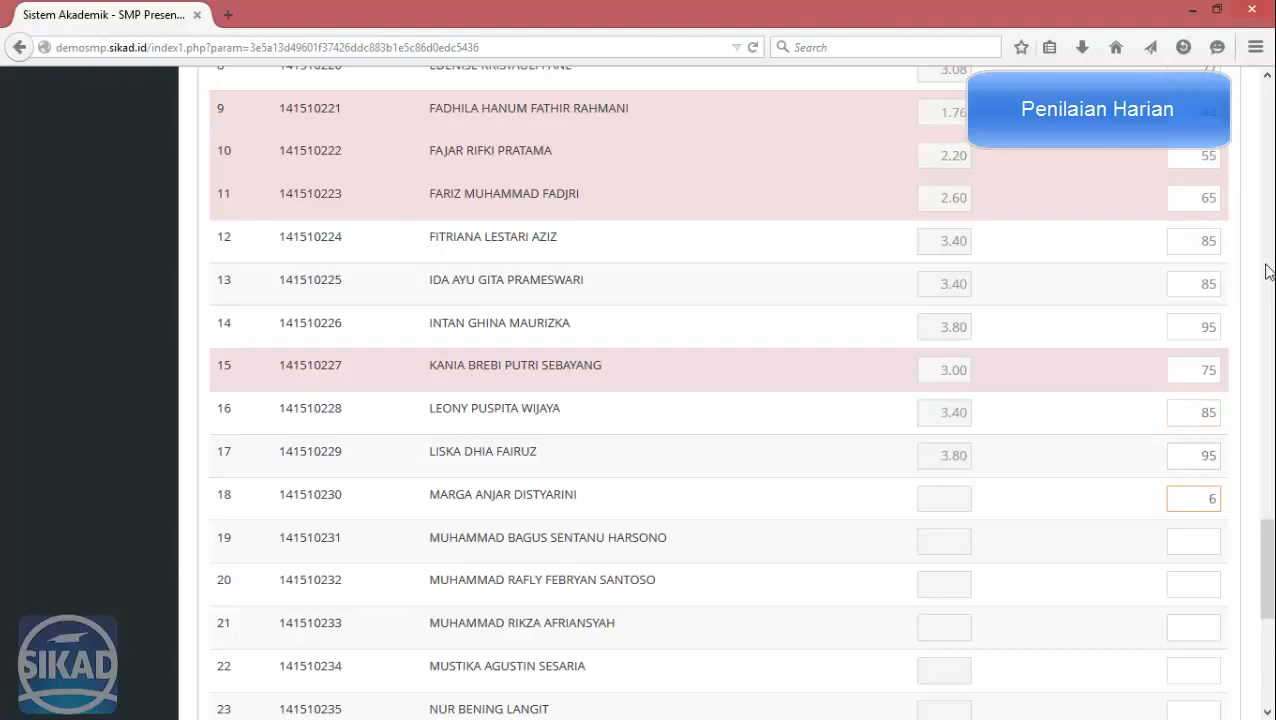 Sistem Akademik - SMP Presen...
demosmp.sikad.id/index1.php?param=3e5a13d49601f37426ddc883b1e5c86d0edc5436
Search
Penilaian Harian
3.08 77
9 141510221 FADHILA HANUM FATHIR RAHMANI 1.76 44
10 141510222 FAJAR RIFKI PRATAMA 2.20 55
11 141510223 FARIZ MUHAMMAD FADJRI 2.60 65
12 141510224 FITRIANA LESTARI AZIZ 3.40 85
13 141510225 IDA AYU GITA PRAMESWARI 3.40 85
14 141510226 INTAN GHINA MAURIZKA 3.80 95
15 141510227 KANIA BREBI PUTRI SEBAYANG 3.00 75
16 141510228 LEONY PUSPITA WIJAYA 3.40 85
17 141510229 LISKA DHIA FAIRUZ 3.80 95
18 141510230 MARGA ANJAR DISTYARINI 6
19 141510231 MUHAMMAD BAGUS SENTANU HARSONO
20 141510232 MUHAMMAD RAFLY FEBRYAN SANTOSO
21 141510233 MUHAMMAD RIKZA AFRIANSYAH
22 141510234 MUSTIKA AGUSTIN SESARIA
23 141510235 NUR BENING LANGIT
SIKAD